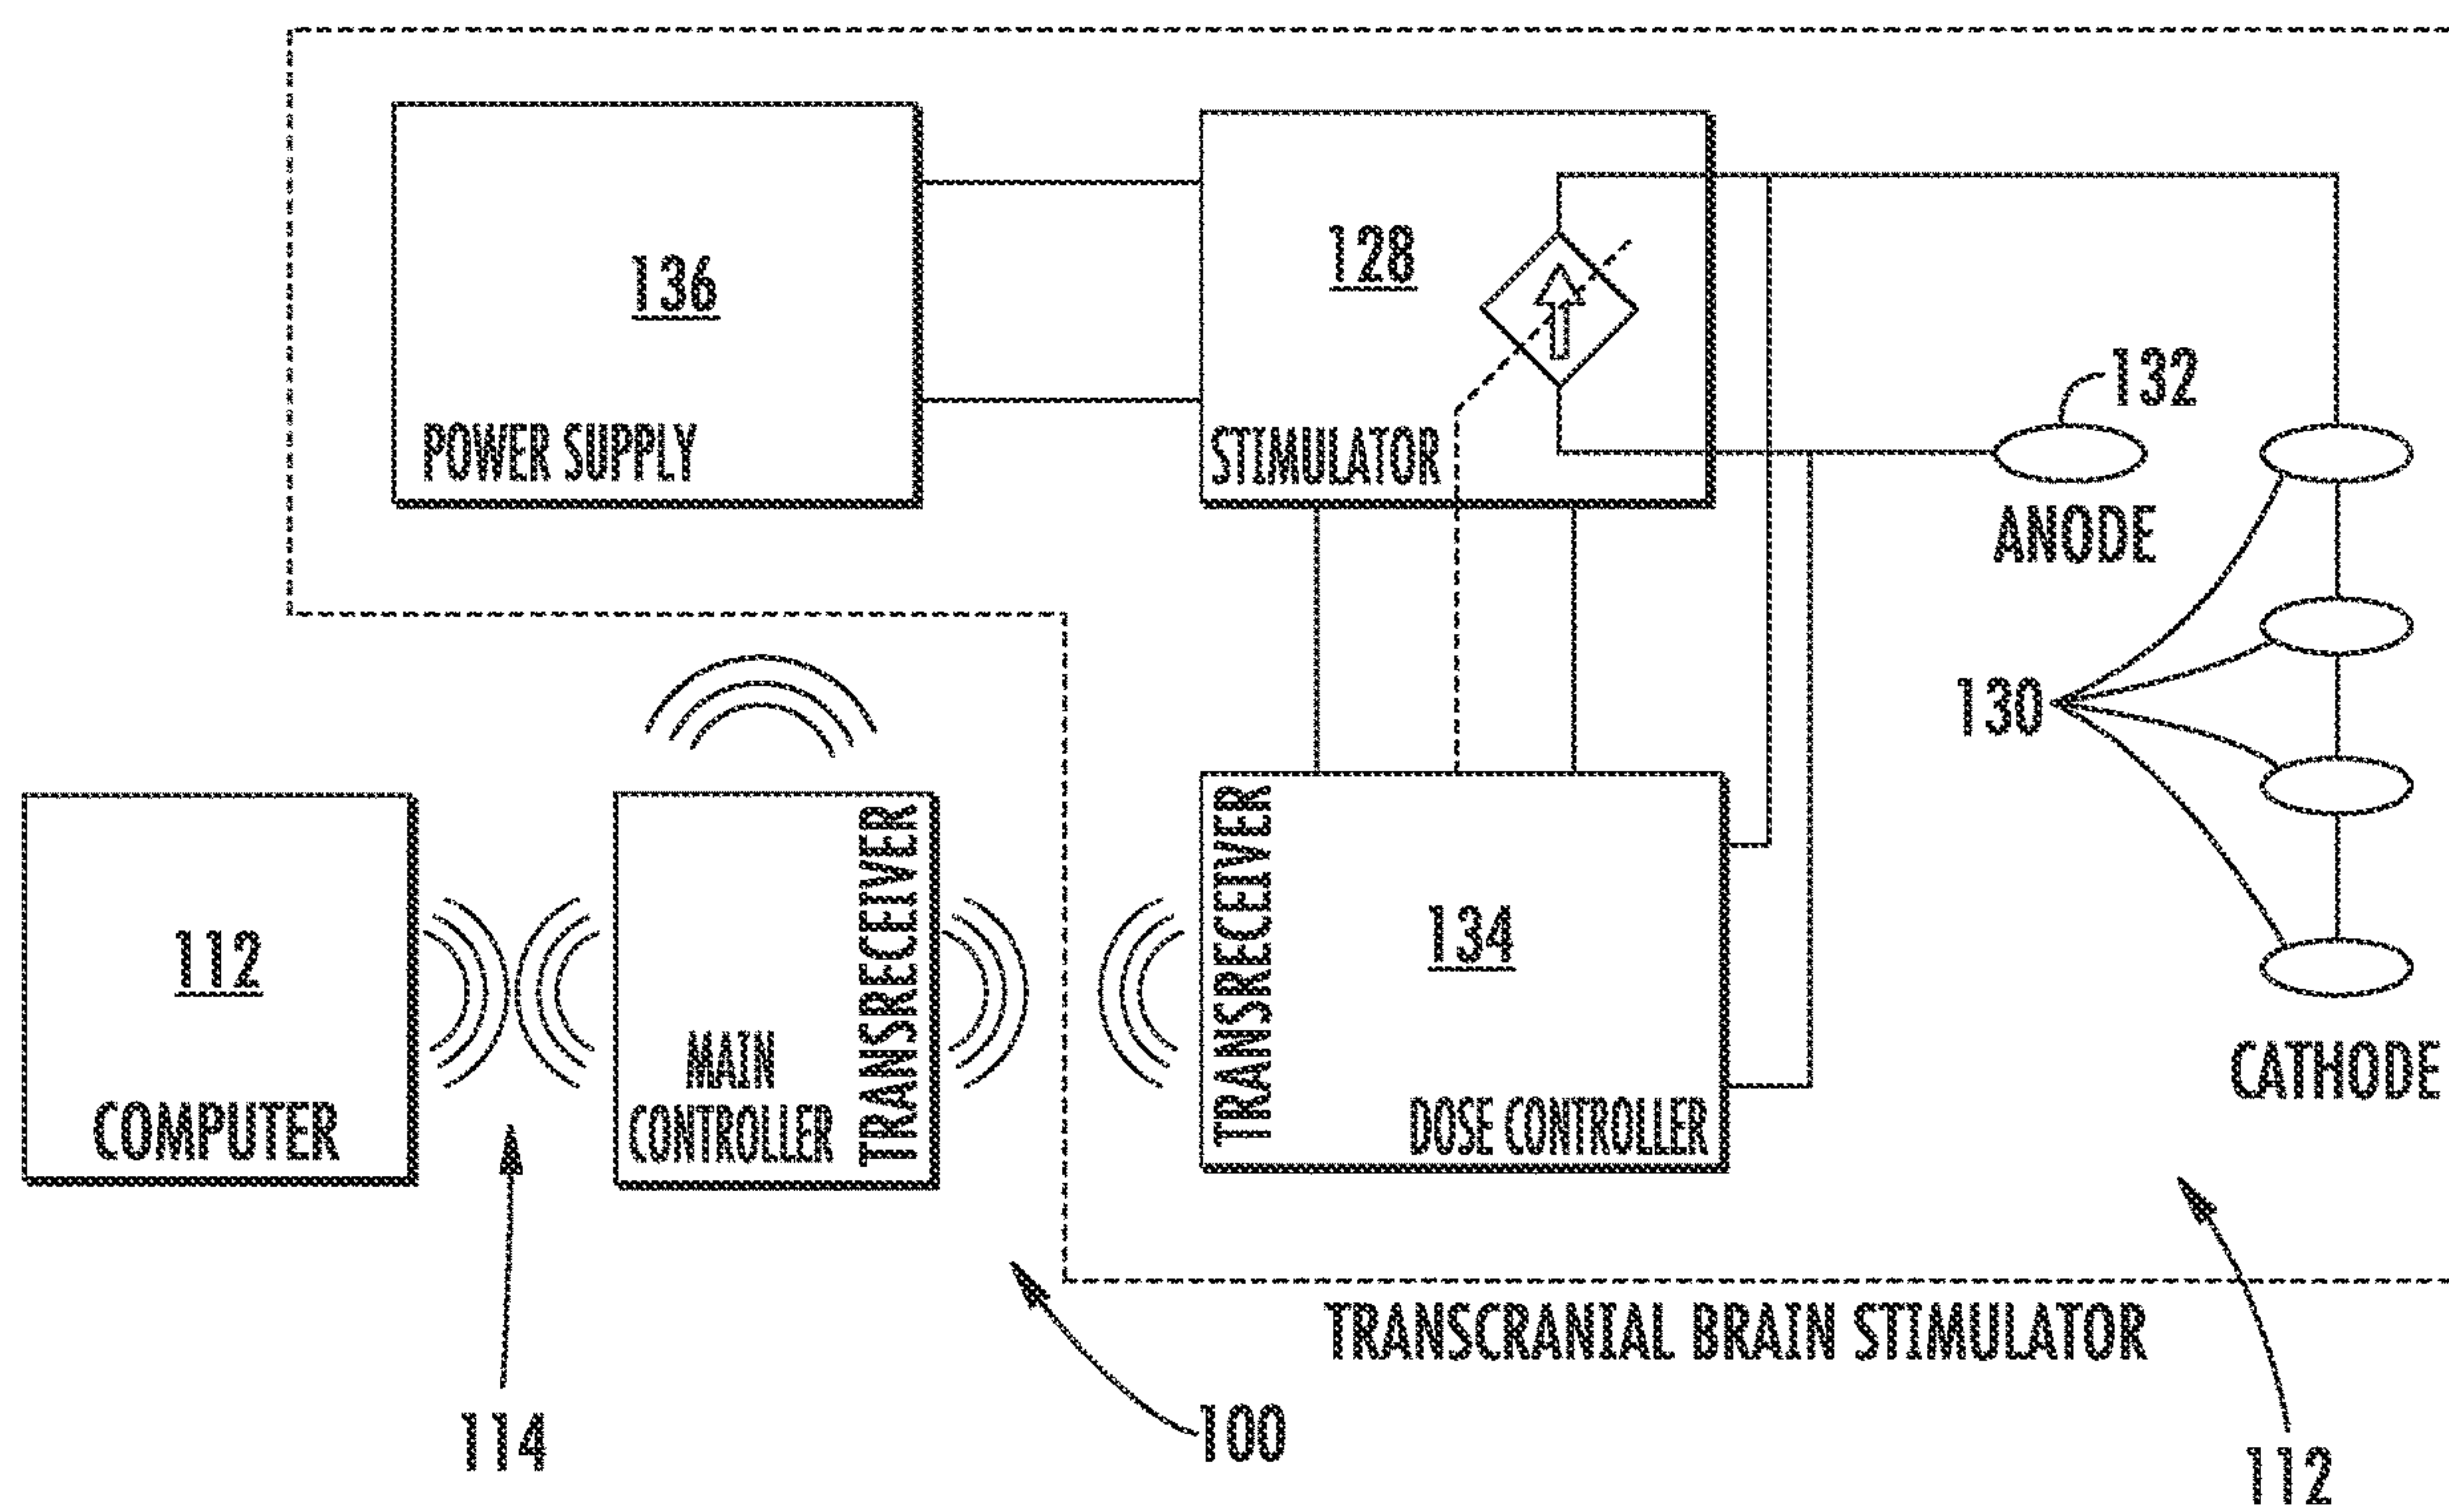 136
POWER SUPPLY
128
STIMULATOR
132
ANODE
130
CATHODE
112
COMPUTER
MAIN
CONTROLLER
TRANSRECEIVER
TRANSRECEIVER
134
DOSE CONTROLLER
TRANSCRANIAL BRAIN STIMULATOR
114
100
112